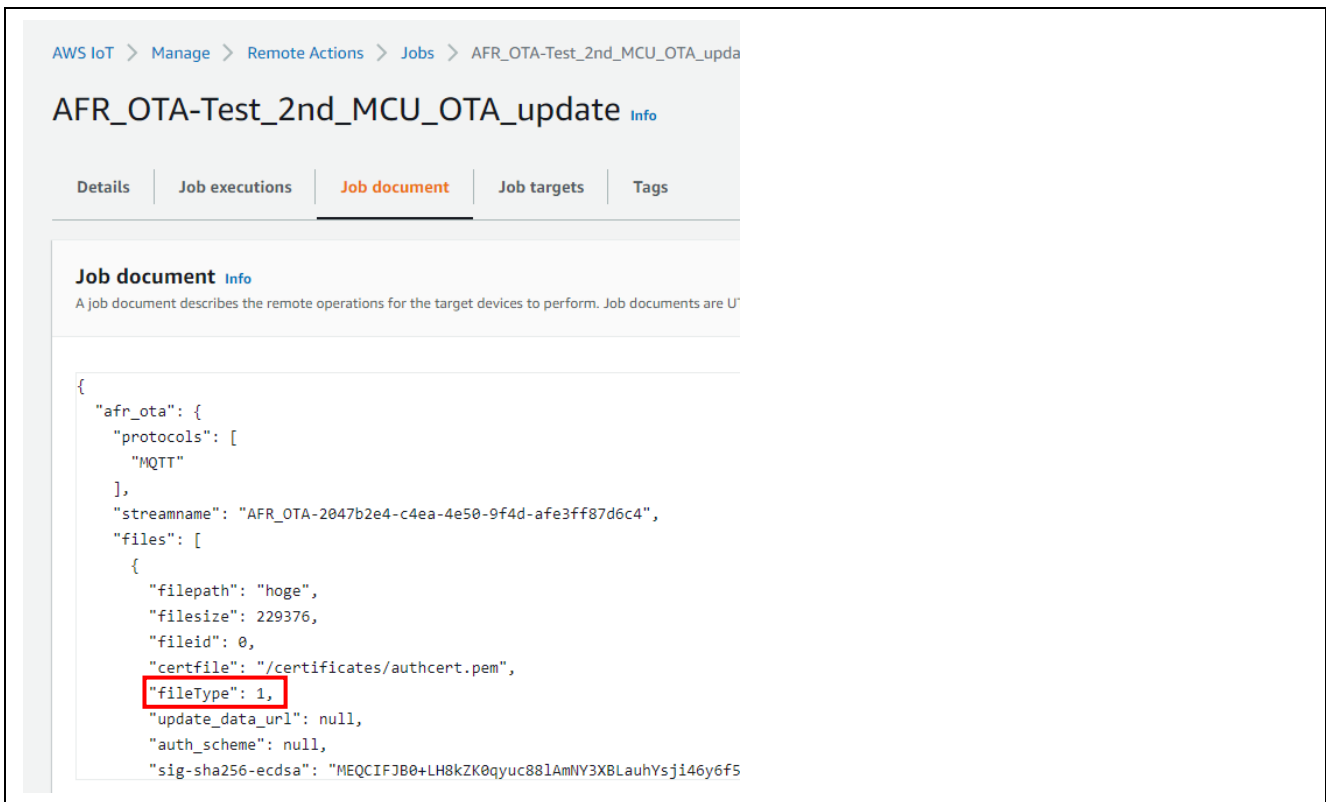 AWS IoT > Manage > Remote Actions > Jobs > AFR_OTA-Test_2nd_MCU_OTA_upda
AFR_OTA-Test_2nd_MCU_OTA_update Info
Details Job executions Job document Job targets Tags
Job document Info
A job document describes the remote operations for the target devices to perform. Job documents are U
{
"afr_ota": {
"protocols": [
"MQTT"
],
"streamname": "AFR_OTA-2047b2e4-c4ea-4e50-9f4d-afe3ff87d6c4",
"files": [
{
"filepath": "hoge",
"filesize": 229376,
"fileid": 0,
"certfile": "/certificates/authcert.pem",
"fileType": 1,
"update_data_url": null,
"auth_scheme": null,
"sig-sha256-ecdsa": "MEQCIFJB0+LH8kZK0qyuc88lAmNY3XBLauhYsji46y6f5